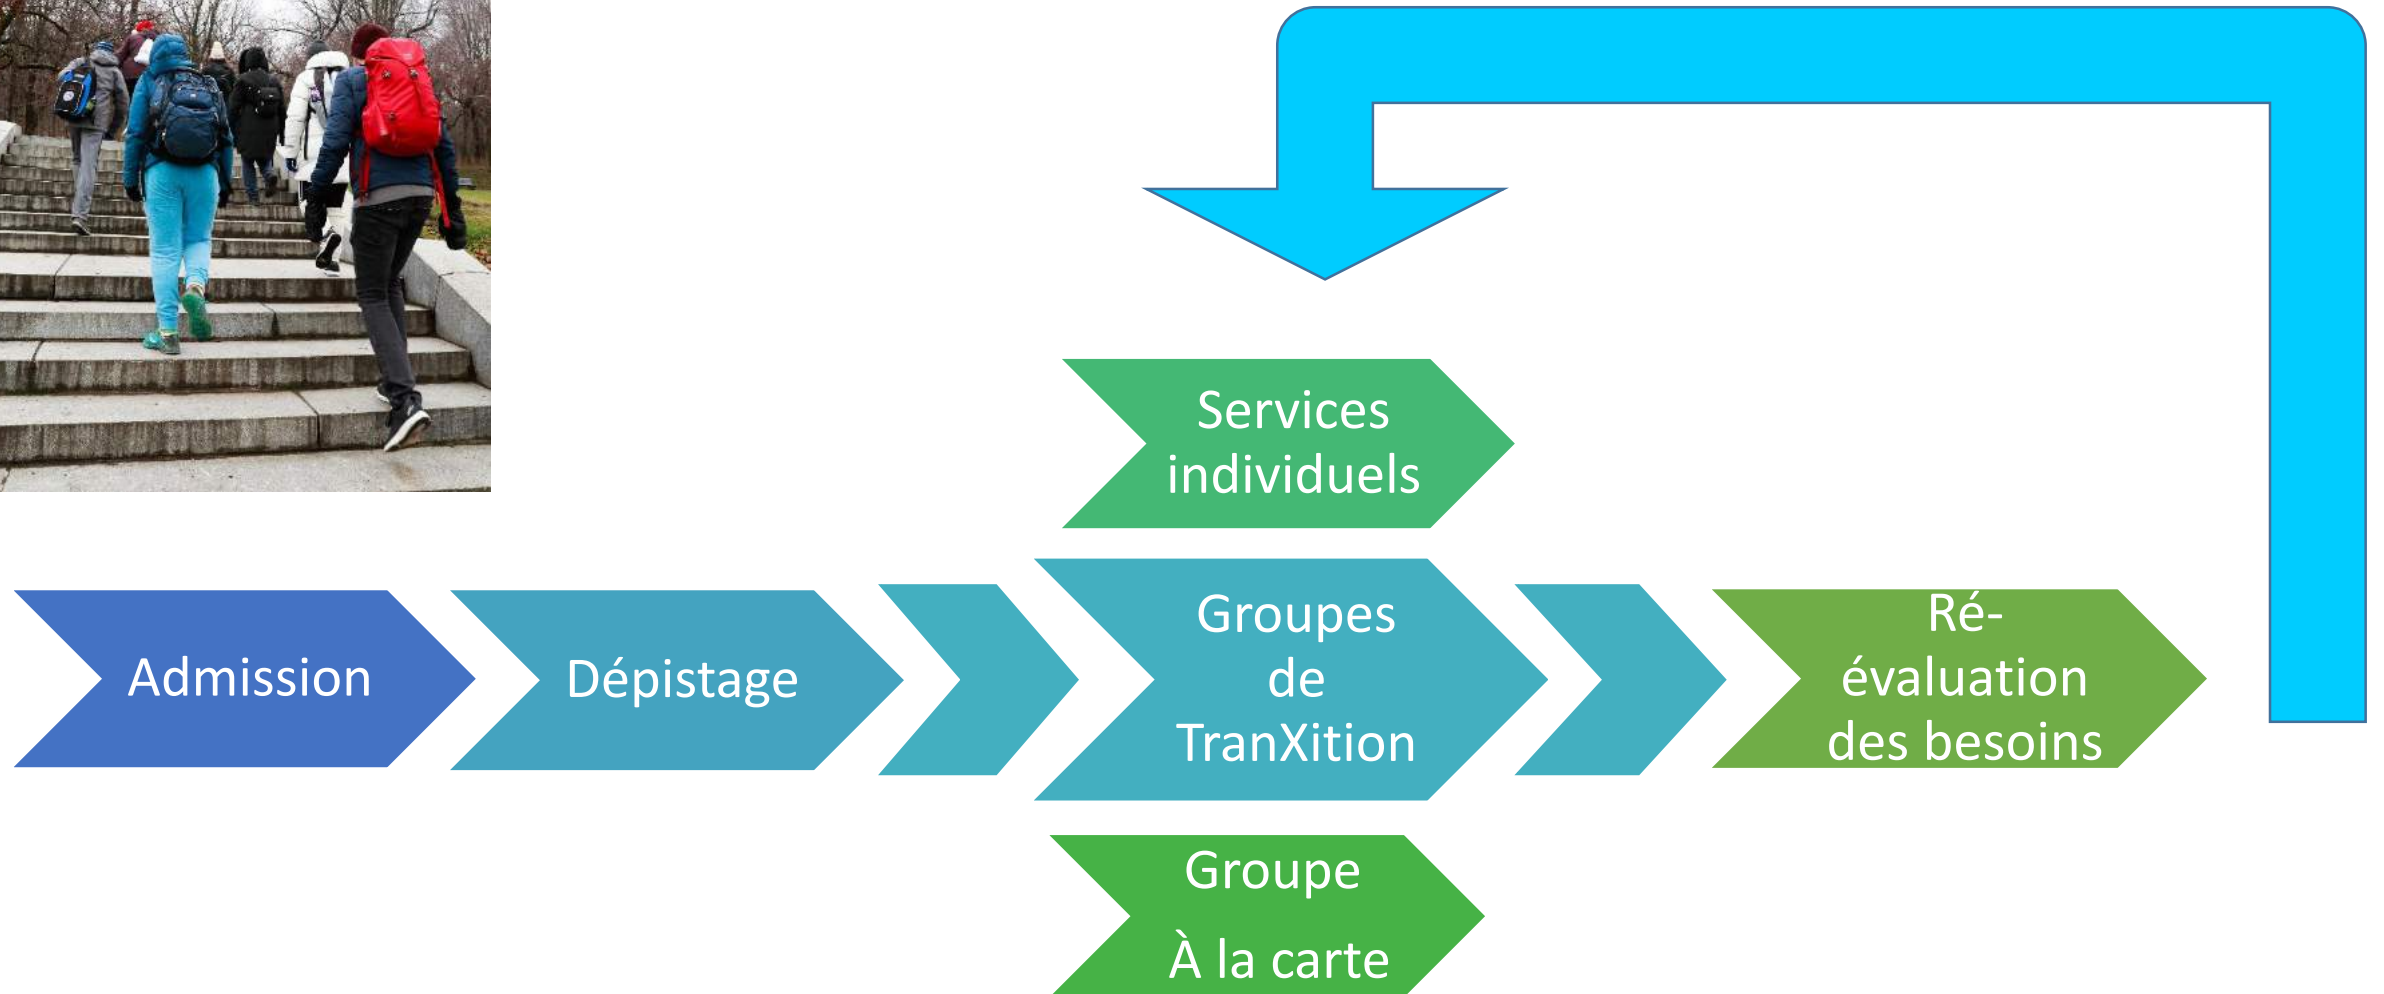 Services
individuels
Admission
Dépistage
Groupes
de
TranXition
Ré-
évaluation
des besoins
Groupe
À la carte